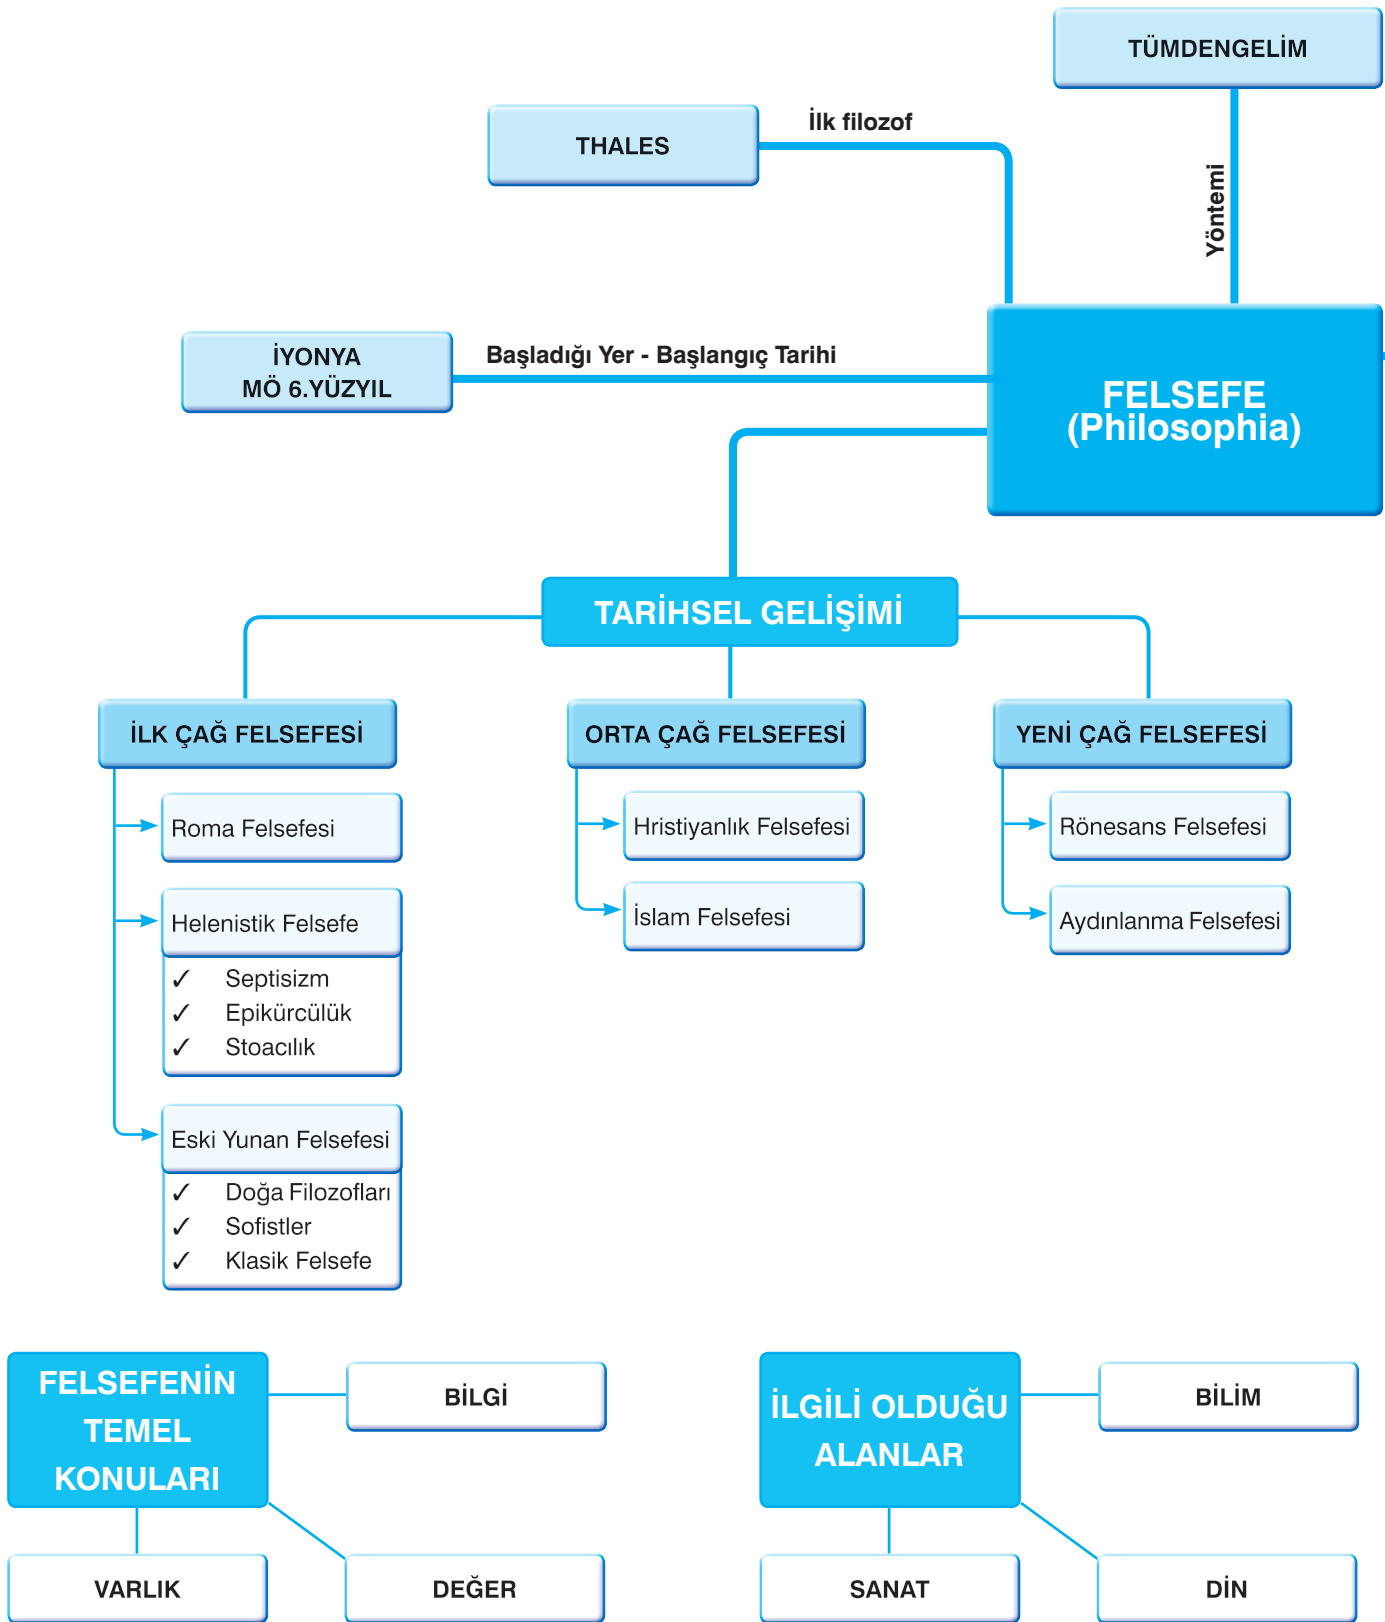 TÜMDENGELİM
İlk filozof
THALES
Yöntemi
İYONYA
MÖ 6.YÜZYIL
Başladığı Yer - Başlangıç Tarihi
FELSEFE
(Philosophia)
TARİHSEL GELİŞİMİ
İLK ÇAĞ FELSEFESİ
Roma Felsefesi
Helenistik Felsefe
✓ Septisizm
✓ Epikürcülük
✓ Stoacılık
Eski Yunan Felsefesi
✓ Doğa Filozofları
✓ Sofistler
✓ Klasik Felsefe
ORTA ÇAĞ FELSEFESİ
Hristiyanlık Felsefesi
İslam Felsefesi
YENİ ÇAĞ FELSEFESİ
Rönesans Felsefesi
Aydınlanma Felsefesi
FELSEFENİN
TEMEL
KONULARI
BİLGİ
VARLIK
DEĞER
İLGİLİ OLDUĞU
ALANLAR
BİLİM
SANAT
DİN